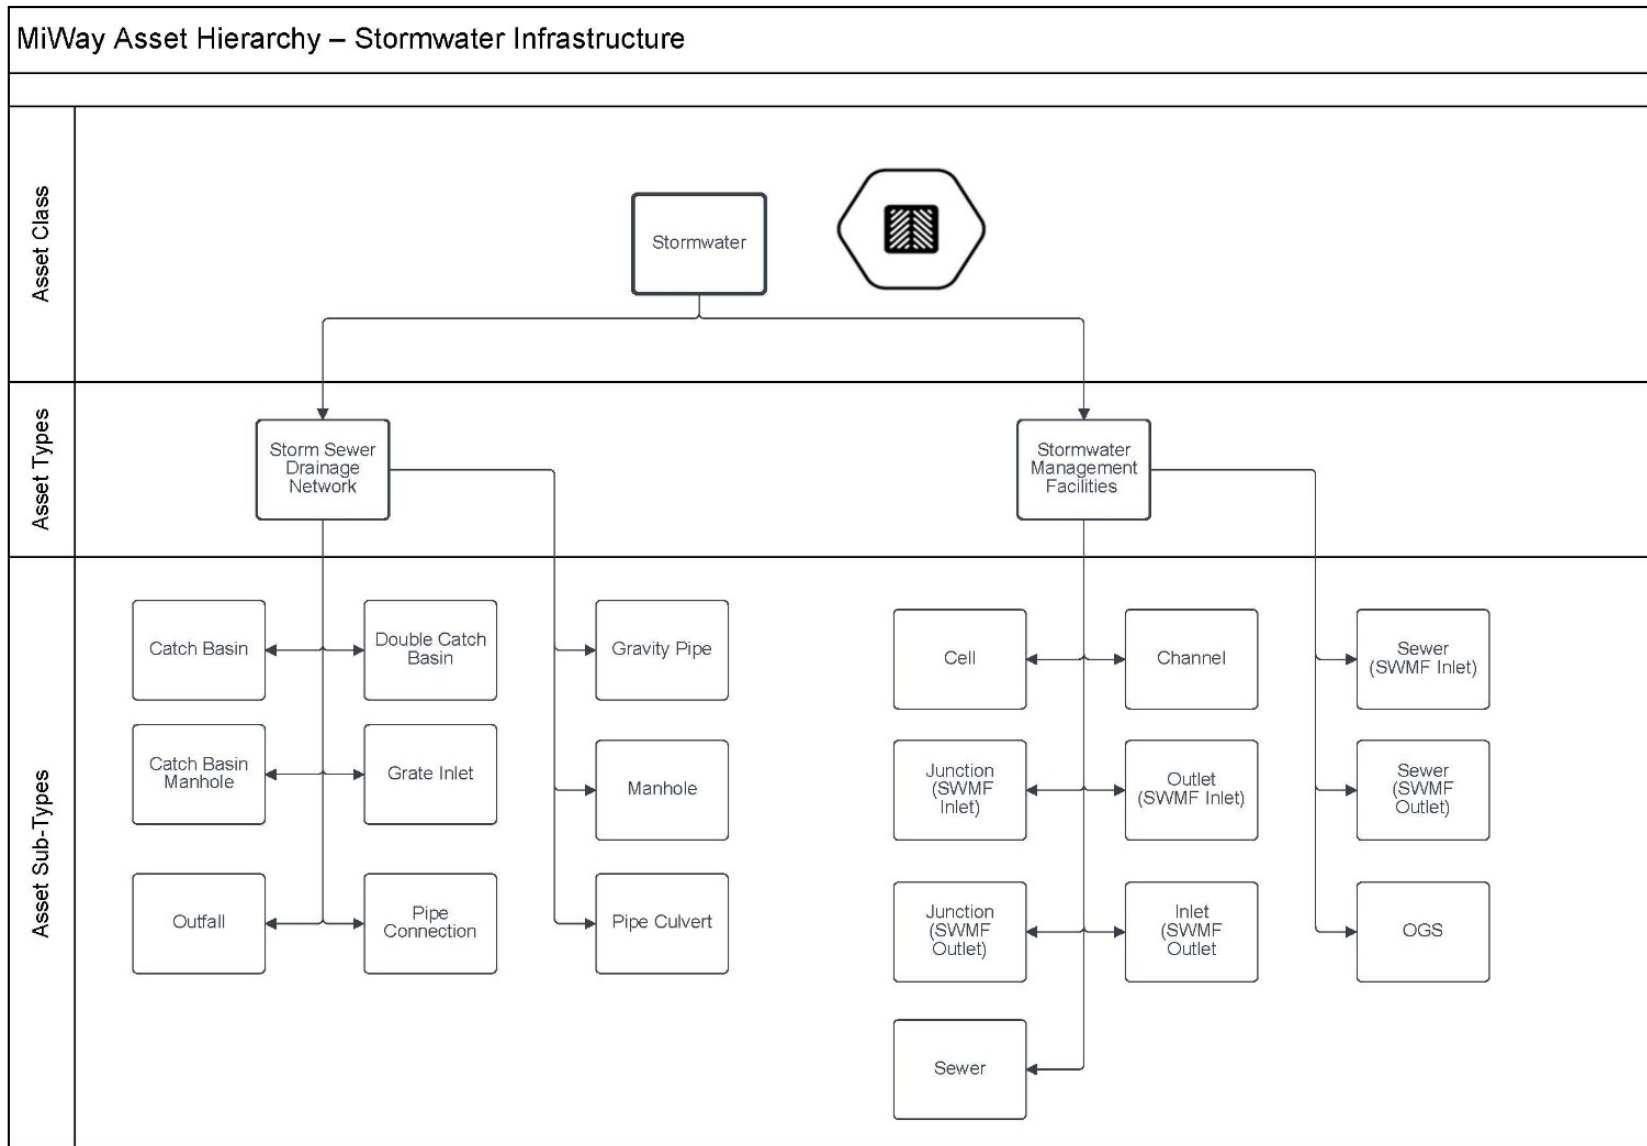 MiWay Asset Hierarchy – Stormwater Infrastructure
Asset Class
Stormwater
Asset Types
Storm Sewer
Drainage
Network
Stormwater
Management
Facilities
Asset Sub-Types
Catch Basin
Double Catch
Basin
Gravity Pipe
Cell
Channel
Sewer
(SWMF Inlet)
Catch Basin
Manhole
Grate Inlet
Manhole
Junction
(SWMF
Inlet)
Outlet
(SWMF Inlet)
Sewer
(SWMF
Outlet)
Outfall
Pipe
Connection
Pipe Culvert
Junction
(SWMF
Outlet)
Inlet
(SWMF
Outlet
OGS
Sewer